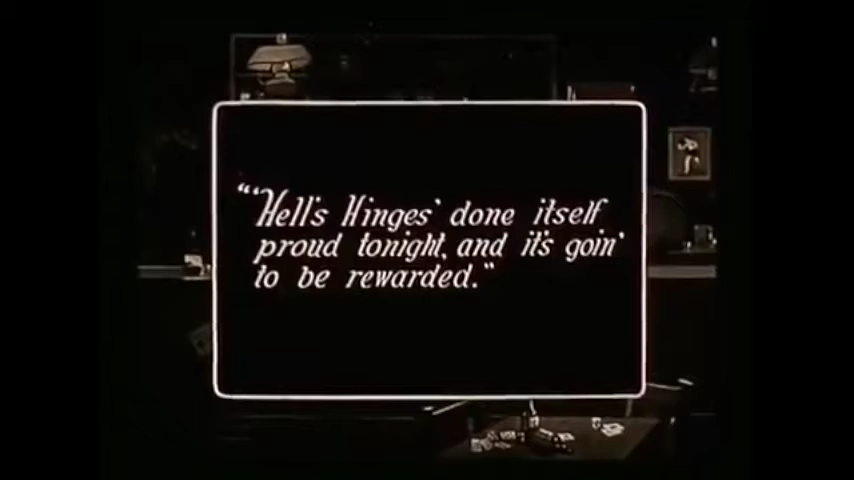 "'Hell's Hinges' done itself
proud tonight, and it's goin'
to be rewarded."